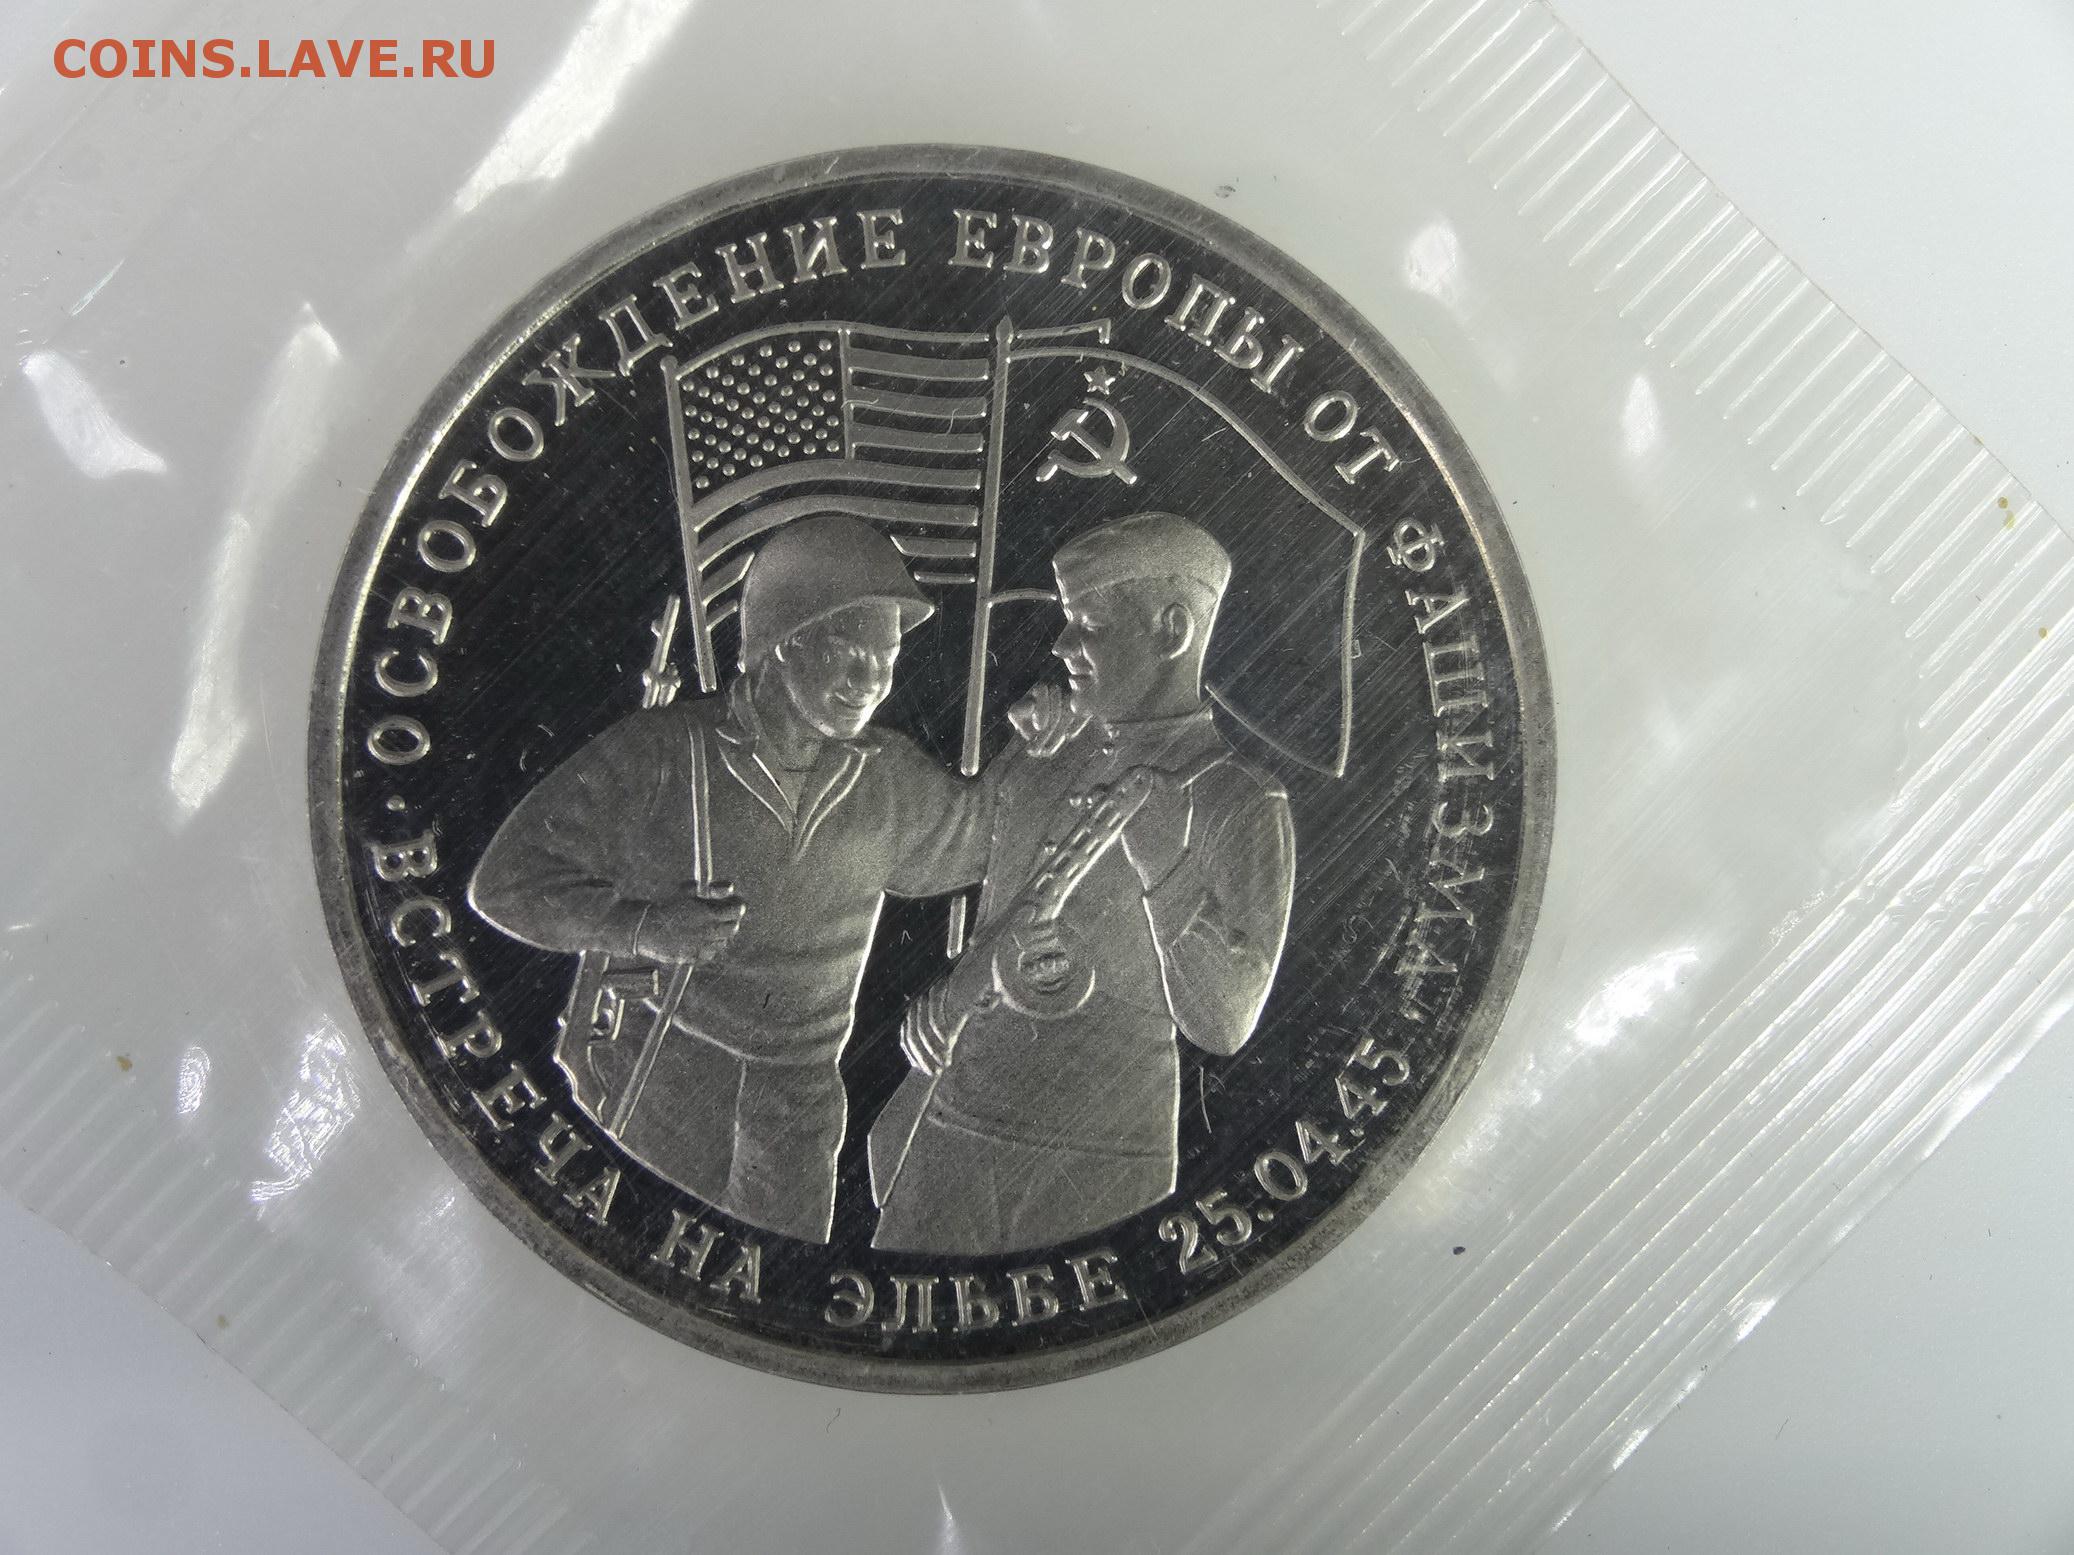 COINS.LAVE.RU
ОСВОБОЖДЕНИЕ ЕВРОПЫ ОТ ФАШИЗМА
· ВСТРЕЧА НА ЭЛЬБЕ 25.04.45 ·